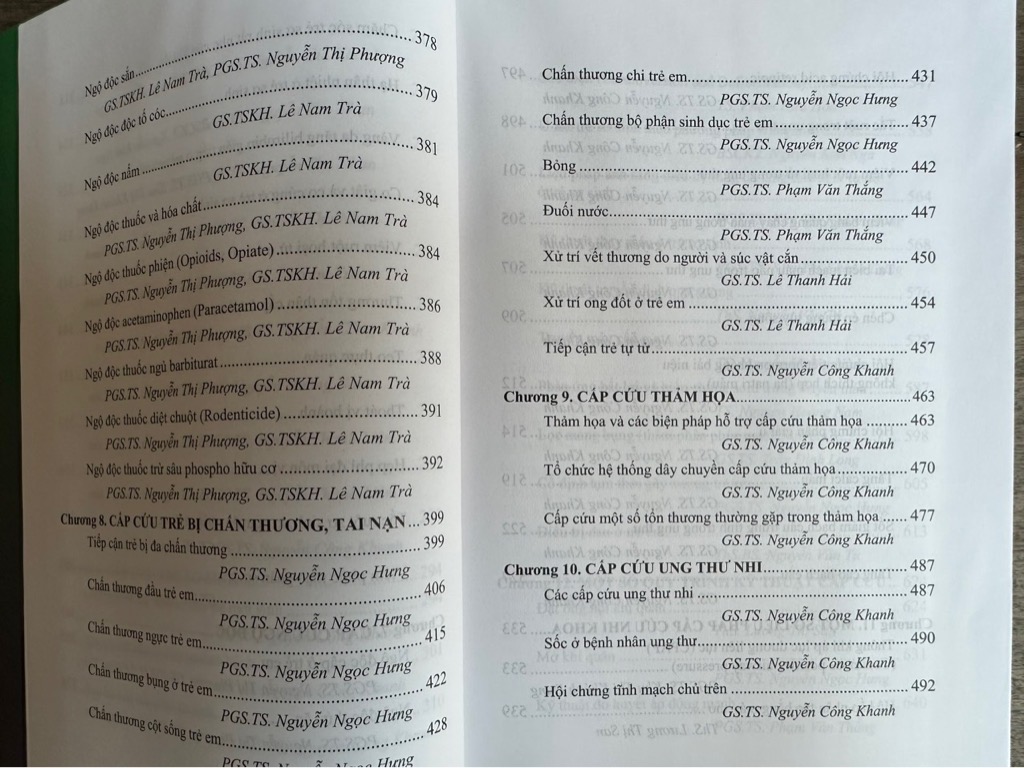 Ngộ độc sắn........................................ 378
GS.TSKH. Lê Nam Trà, PGS.TS. Nguyễn Thị Phượng
Ngộ độc độc tố cóc........................................ 379
GS.TSKH. Lê Nam Trà
Ngộ độc nấm........................................ 381
GS.TSKH. Lê Nam Trà
Ngộ độc thuốc và hóa chất........................................ 384
PGS.TS. Nguyễn Thị Phượng, GS.TSKH. Lê Nam Trà
Ngộ độc thuốc phiện (Opioids, Opiate)........................................ 384
PGS.TS. Nguyễn Thị Phượng, GS.TSKH. Lê Nam Trà
Ngộ độc acetaminophen (Paracetamol)........................................ 386
PGS.TS. Nguyễn Thị Phượng, GS.TSKH. Lê Nam Trà
Ngộ độc thuốc ngủ barbiturat........................................ 388
PGS.TS. Nguyễn Thị Phượng, GS.TSKH. Lê Nam Trà
Ngộ độc thuốc diệt chuột (Rodenticide)........................................ 391
PGS.TS. Nguyễn Thị Phượng, GS.TSKH. Lê Nam Trà
Ngộ độc thuốc trừ sâu phospho hữu cơ........................................ 392
PGS.TS. Nguyễn Thị Phượng, GS.TSKH. Lê Nam Trà
Chương 8. CẤP CỨU TRẺ BỊ CHẤN THƯƠNG, TAI NẠN... 399
Tiếp cận trẻ bị đa chấn thương........................................ 399
PGS.TS. Nguyễn Ngọc Hưng
Chấn thương đầu trẻ em........................................ 406
PGS.TS. Nguyễn Ngọc Hưng
Chấn thương ngực trẻ em........................................ 415
PGS.TS. Nguyễn Ngọc Hưng
Chấn thương bụng ở trẻ em........................................ 422
PGS.TS. Nguyễn Ngọc Hưng
Chấn thương cột sống trẻ em........................................ 428
PGS.TS. Nguyễn Ngọc Hưng
Chấn thương chi trẻ em........................................ 431
PGS.TS. Nguyễn Ngọc Hưng
Chấn thương bộ phận sinh dục trẻ em........................................ 437
PGS.TS. Nguyễn Ngọc Hưng
Bỏng........................................ 442
PGS.TS. Phạm Văn Thắng
Đuối nước........................................ 447
PGS.TS. Phạm Văn Thắng
Xử trí vết thương do người và súc vật cắn........................................ 450
GS.TS. Lê Thanh Hải
Xử trí ong đốt ở trẻ em........................................ 454
GS.TS. Lê Thanh Hải
Tiếp cận trẻ tự tử........................................ 457
GS.TS. Nguyễn Công Khanh
Chương 9. CẤP CỨU THẢM HỌA........................................ 463
Thảm họa và các biện pháp hỗ trợ cấp cứu thảm họa.......... 463
GS.TS. Nguyễn Công Khanh
Tổ chức hệ thống dây chuyền cấp cứu thảm họa.............. 470
GS.TS. Nguyễn Công Khanh
Cấp cứu một số tổn thương thường gặp trong thảm họa...... 477
GS.TS. Nguyễn Công Khanh
Chương 10. CẤP CỨU UNG THƯ NHI........................................ 487
Các cấp cứu ung thư nhi........................................ 487
GS.TS. Nguyễn Công Khanh
Sốc ở bệnh nhân ung thư........................................ 490
GS.TS. Nguyễn Công Khanh
Hội chứng tĩnh mạch chủ trên........................................ 492
GS.TS. Nguyễn Công Khanh